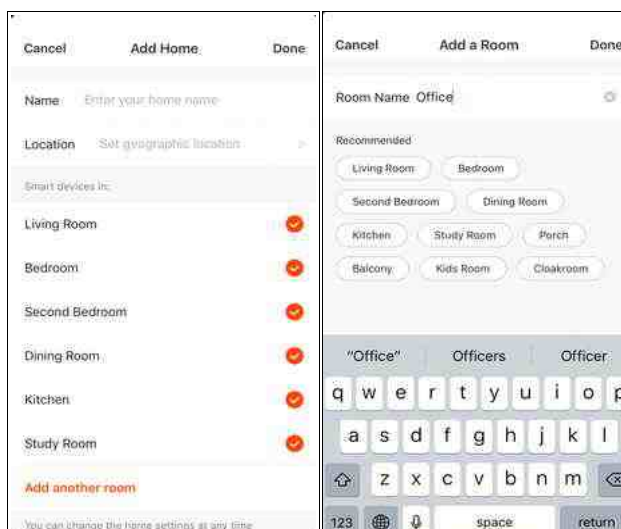 Cancel Add Home Done
Name Enter your home name
Location Set geographic location
Smart devices in:
Living Room
Bedroom
Second Bedroom
Dining Room
Kitchen
Study Room
Add another room
You can change the home settings at any time
Cancel Add a Room Done
Room Name Office
Recommended
Living Room Bedroom
Second Bedroom Dining Room
Kitchen Study Room Porch
Balcony Kids Room Cloakroom
"Office" Officers Officer
q w e r t y u i o p
a s d f g h j k l
z x c v b n m
123 space return